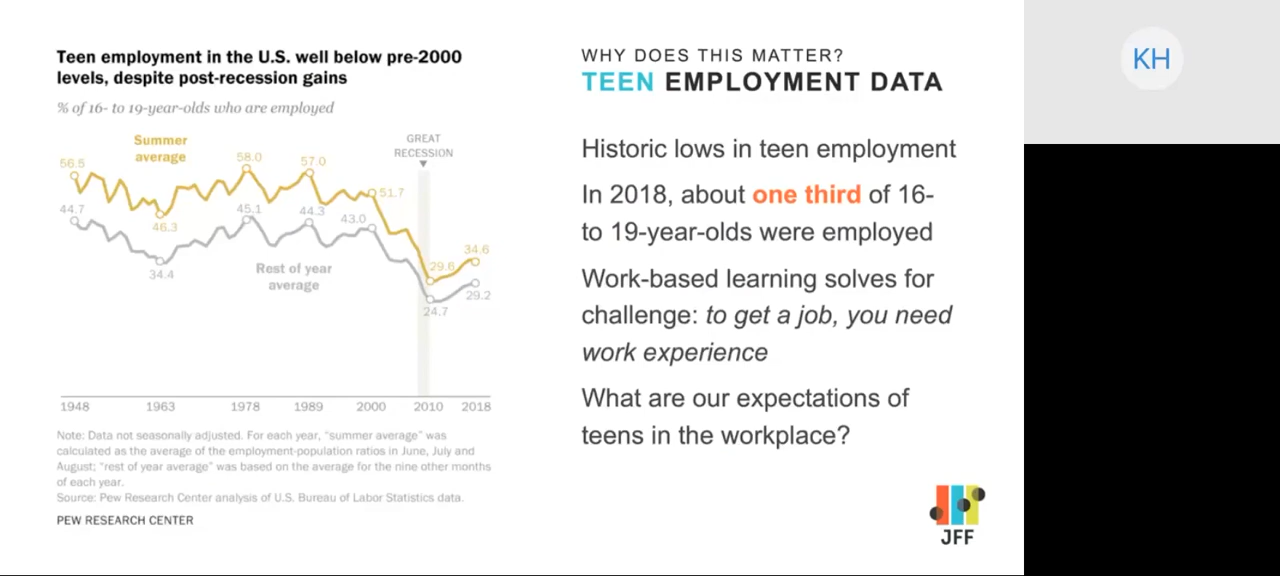 Teen employment in the U.S. well below pre-2000
levels, despite post-recession gains
% of 16- to 19-year-olds who are employed
Summer
average
GREAT
RECESSION
56.5
58.0
57.0
51.7
44.7
46.3
45.1
44.3
43.0
34.4
Rest of year
average
29.6
34.6
24.7
29.2
1948
1963
1978
1989
2000
2010
2018
Note: Data not seasonally adjusted. For each year, “summer average” was
calculated as the average of the employment-population ratios in June, July and
August; “rest of year average” was based on the average for the nine other months
of each year.
Source: Pew Research Center analysis of U.S. Bureau of Labor Statistics data.
PEW RESEARCH CENTER
WHY DOES THIS MATTER?
TEEN EMPLOYMENT DATA
Historic lows in teen employment
In 2018, about one third of 16-
to 19-year-olds were employed
Work-based learning solves for
challenge: to get a job, you need
work experience
What are our expectations of
teens in the workplace?
JFF
KH